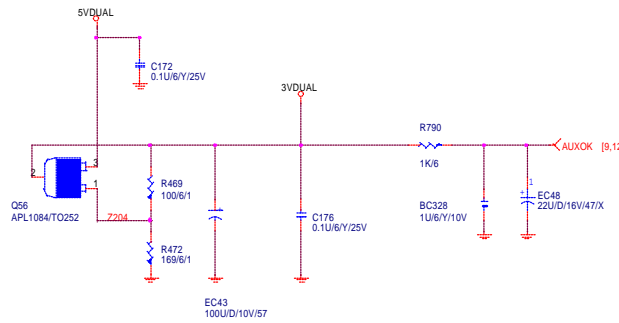 5VDUAL
C172
0.1U/6/Y/25V
3VDUAL
R790
1K/6
AUXOK [9,12
2
3
1
Q56
APL1084/TO252
Z204
R469
100/6/1
R472
169/6/1
C176
0.1U/6/Y/25V
BC328
1U/6/Y/10V
1
+
EC48
22U/D/16V/47/X
EC43
100U/D/10V/57